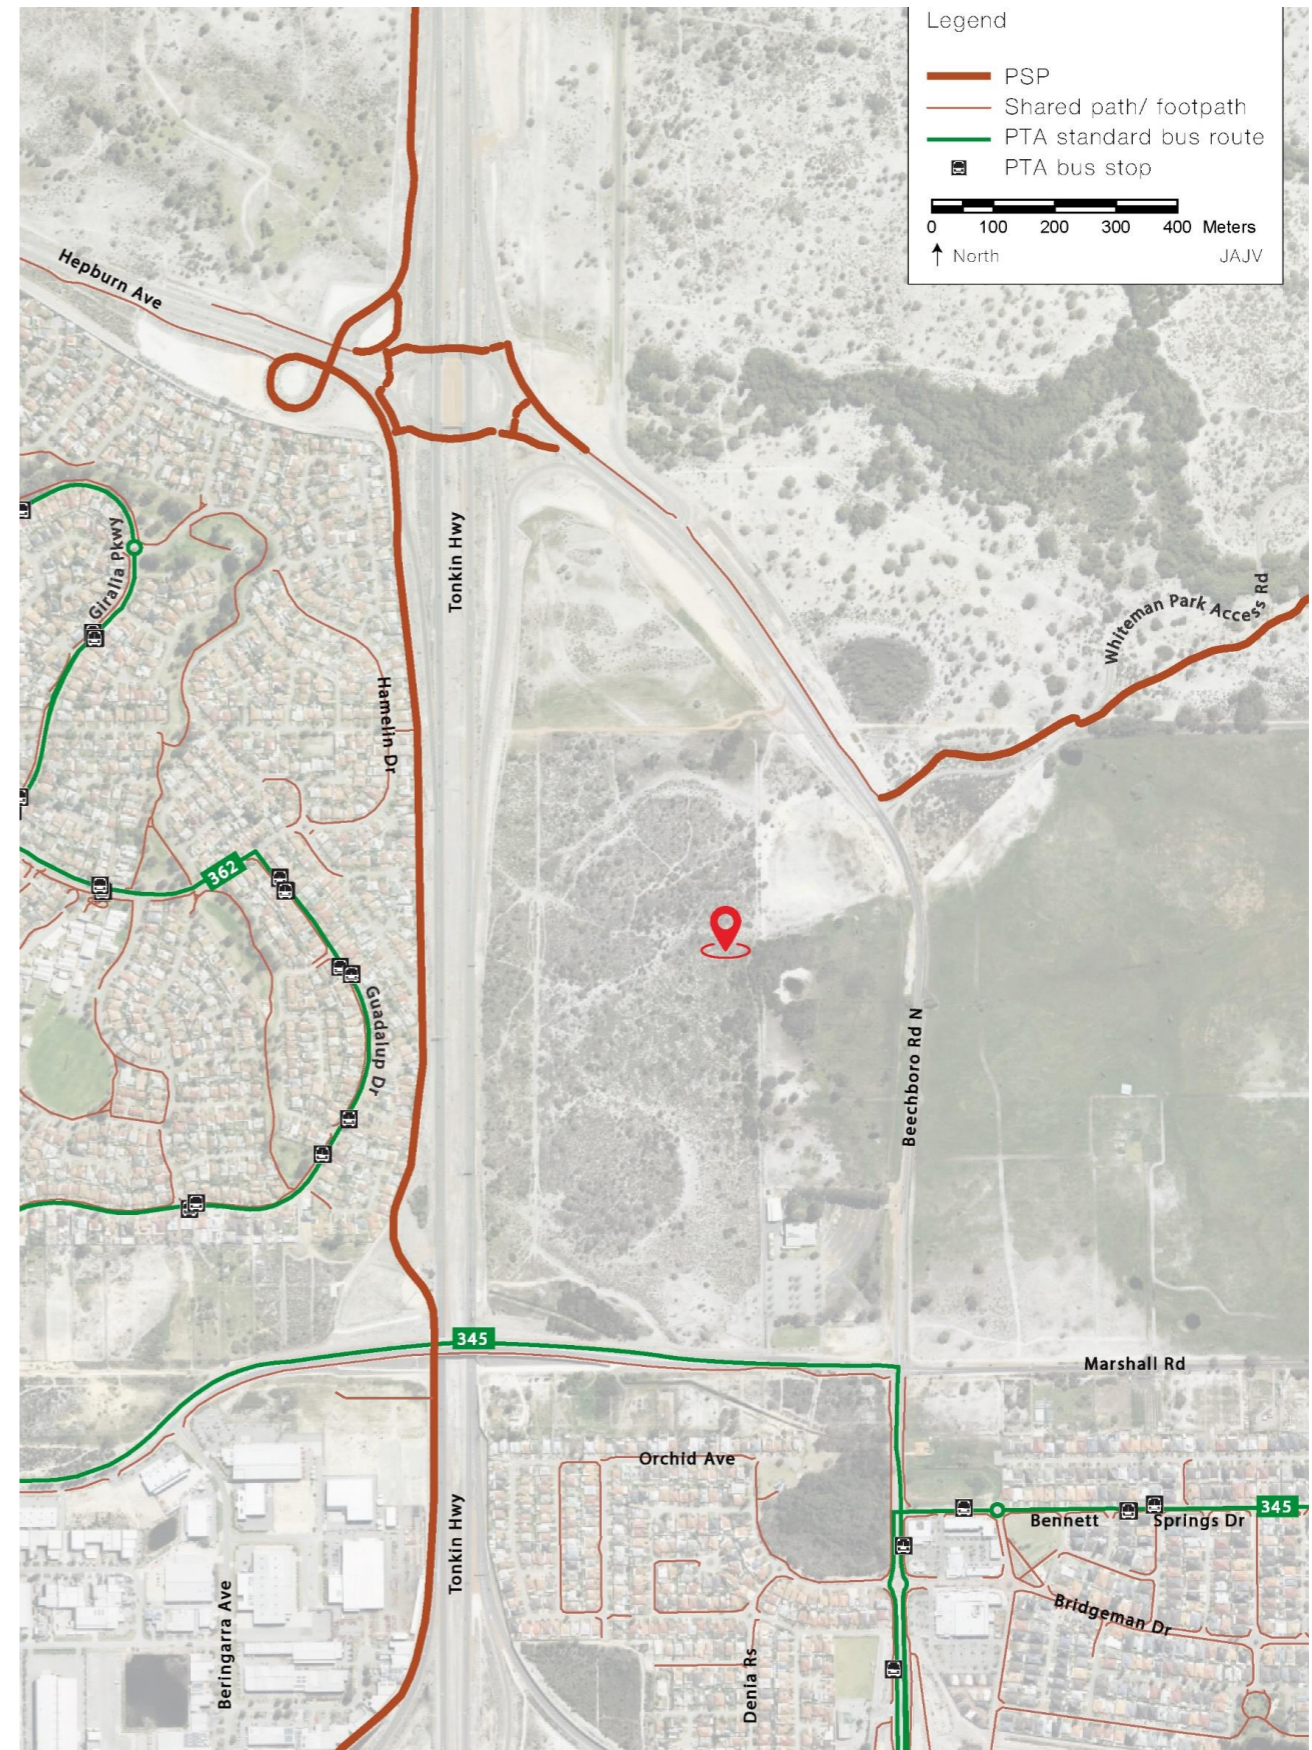 Legend
PSP
Shared path/ footpath
PTA standard bus route
PTA bus stop
0 100 200 300 400 Meters
North JAJV
Hepburn Ave
Giralia Pkwy
Tonkin Hwy
Whiteman Park Access Rd
Hamelin Dr
362
Guadalup Dr
Beechboro Rd N
345
Marshall Rd
Orchid Ave
345
Bennett Springs Dr
Tonkin Hwy
Beringarra Ave
Bridgeman Dr
Denia Rs